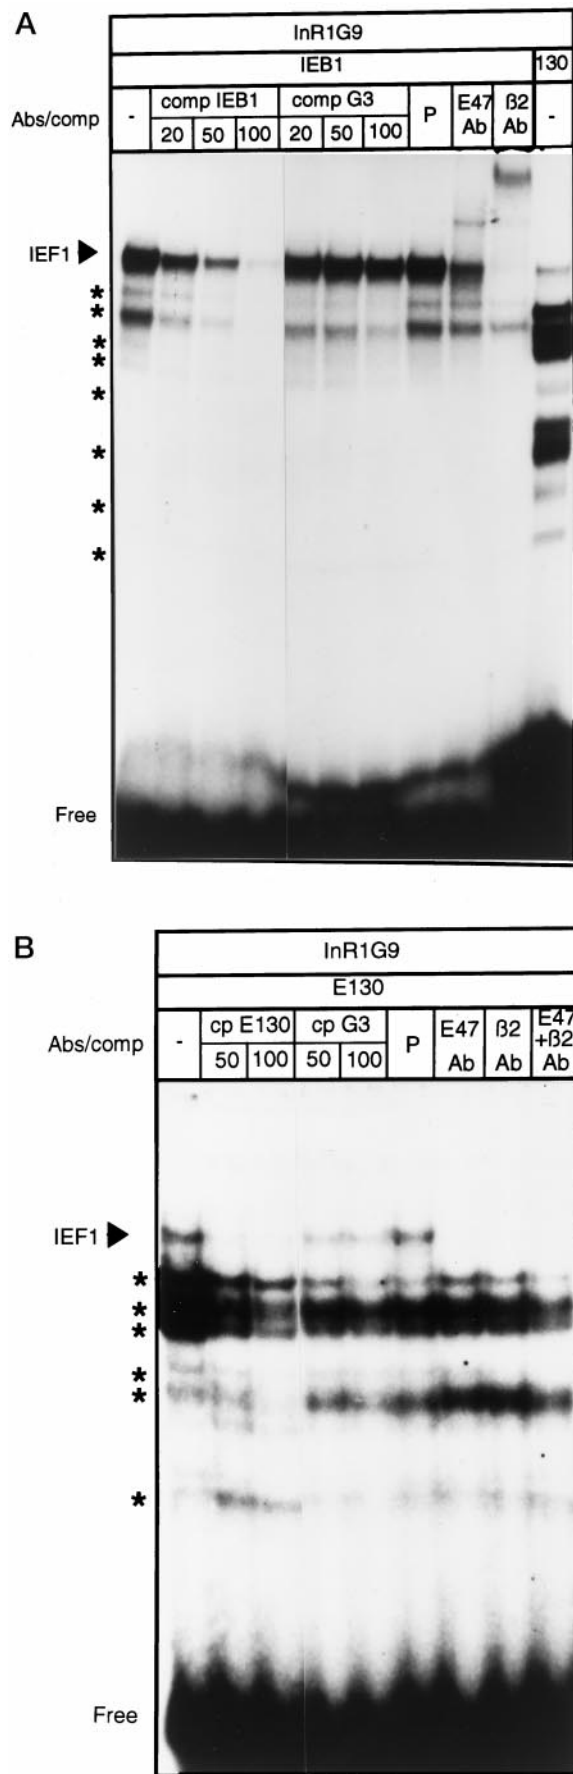 A
InR1G9
IEB1 130
Abs/comp - comp IEB1 comp G3 P E47 Ab ß2 Ab -
20 50 100 20 50 100
IEF1
*
*
*
*
*
*
*
*
Free
B
InR1G9
E130
Abs/comp - cp E130 cp G3 P E47 Ab ß2 Ab E47 +ß2 Ab
50 100 50 100
IEF1
*
*
*
*
*
*
Free